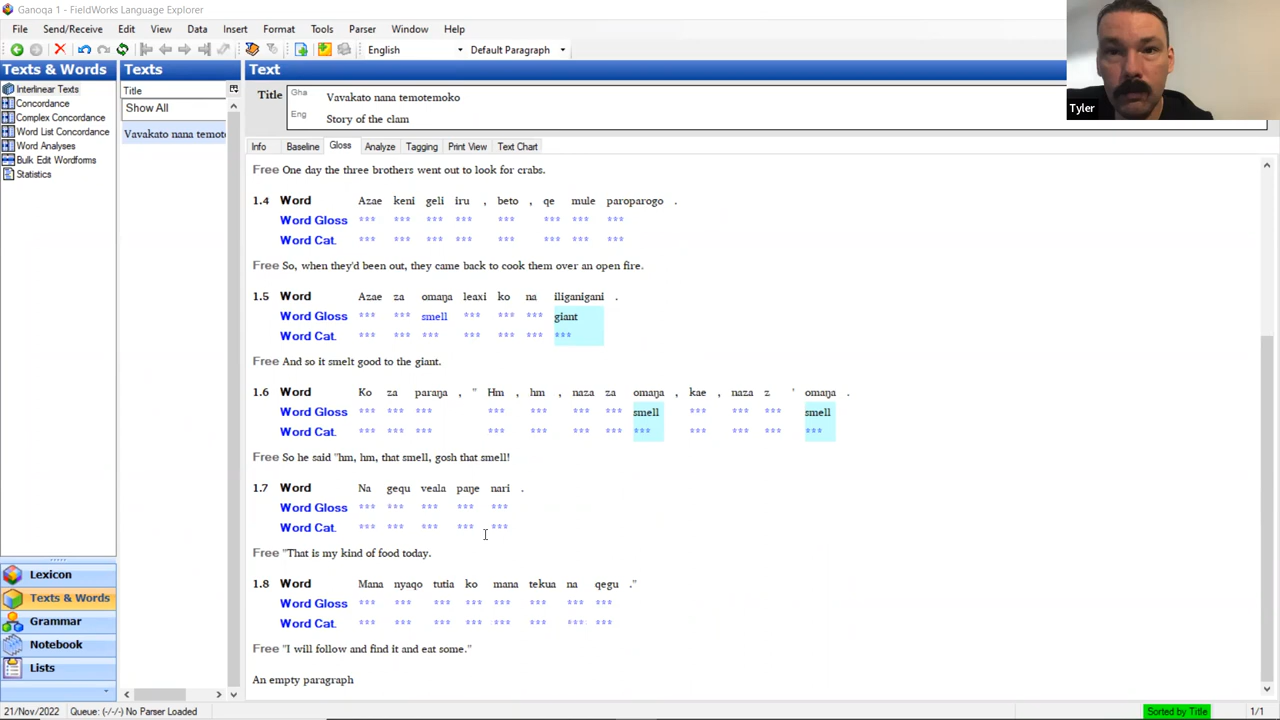 Ganoqa 1 - FieldWorks Language Explorer
File Send/Receive Edit View Data Insert Format Tools Parser Window Help
English Default Paragraph
Texts & Words
Interlinear Texts
Concordance
Complex Concordance
Word List Concordance
Word Analyses
Bulk Edit Wordforms
Statistics
Lexicon
Texts & Words
Grammar
Notebook
Lists
Texts
Title
Show All
Vavakato nana temot
Text
Title Gha Vavakato nana temotemoko
Eng Story of the clam
Info Baseline Gloss Analyze Tagging Print View Text Chart
Free One day the three brothers went out to look for crabs.
1.4 Word Azae keni geli iru , beto , qe mule paroparogo .
Word Gloss *** *** *** *** *** *** *** ***
Word Cat. *** *** *** *** *** *** *** ***
Free So, when they'd been out, they came back to cook them over an open fire.
1.5 Word Azae za omaŋa leaxi ko na iliganigani .
Word Gloss *** *** smell *** *** *** giant
Word Cat. *** *** *** *** *** *** ***
Free And so it smelt good to the giant.
1.6 Word Ko za paraŋa , " Hm , hm , naza za omaŋa , kae , naza z ' omaŋa .
Word Gloss *** *** *** *** *** *** *** smell *** *** *** smell
Word Cat. *** *** *** *** *** *** *** *** *** *** *** ***
Free So he said "hm, hm, that smell, gosh that smell!
1.7 Word Na gequ veala paŋe nari .
Word Gloss *** *** *** *** ***
Word Cat. *** *** *** *** ***
Free "That is my kind of food today.
1.8 Word Mana nyaqo tutia ko mana tekua na qegu ."
Word Gloss *** *** *** *** *** *** *** ***
Word Cat. *** *** *** *** *** *** *** ***
Free "I will follow and find it and eat some."
An empty paragraph
Tyler
21/Nov/2022 Queue: (-/-/-) No Parser Loaded Sorted by Title 1/1